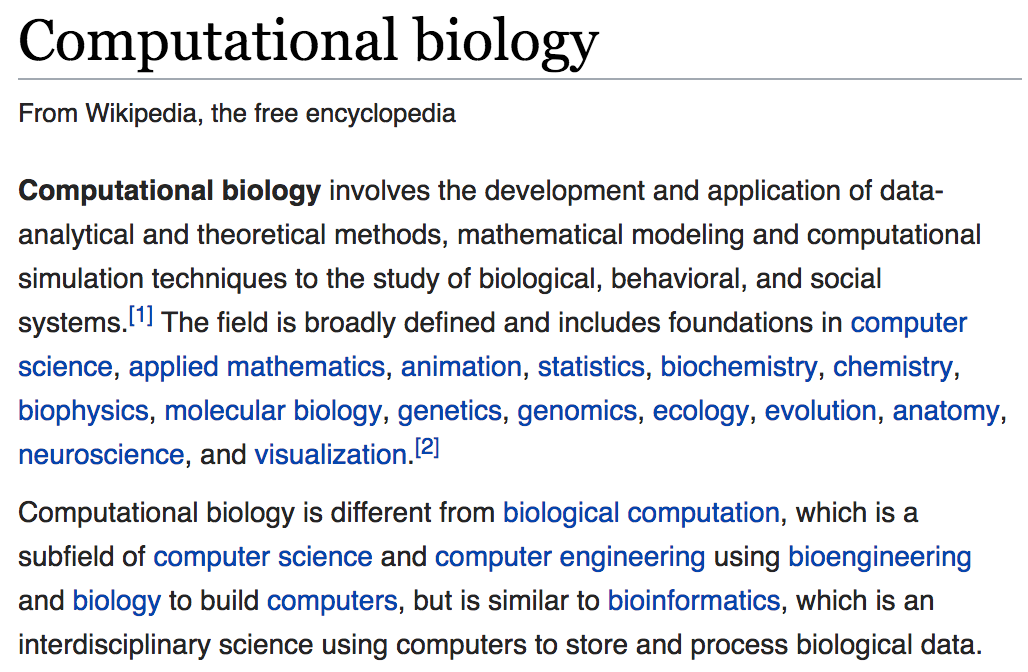 Computational biology
From Wikipedia, the free encyclopedia
Computational biology involves the development and application of data-
analytical and theoretical methods, mathematical modeling and computational
simulation techniques to the study of biological, behavioral, and social
systems.[1] The field is broadly defined and includes foundations in computer
science, applied mathematics, animation, statistics, biochemistry, chemistry,
biophysics, molecular biology, genetics, genomics, ecology, evolution, anatomy,
neuroscience, and visualization.[2]
Computational biology is different from biological computation, which is a
subfield of computer science and computer engineering using bioengineering
and biology to build computers, but is similar to bioinformatics, which is an
interdisciplinary science using computers to store and process biological data.